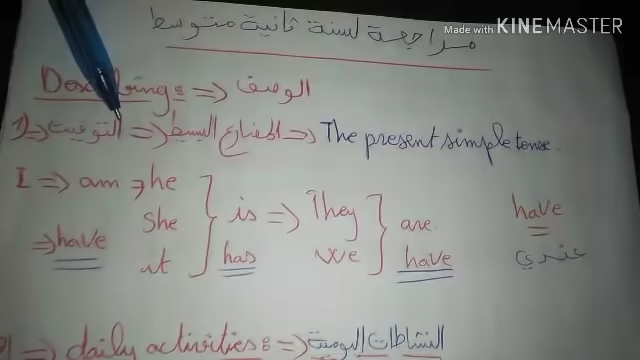 Made with KINEMASTER
مراجعة لسنة ثانية متوسط
Describing : => الوصف
1) => التوقيت => المضارع البسيط => The present simple tense.
I => am => he } is => They } are have
she we
=> have it has have عندي
2) => daily activities : => النشاطات اليومية